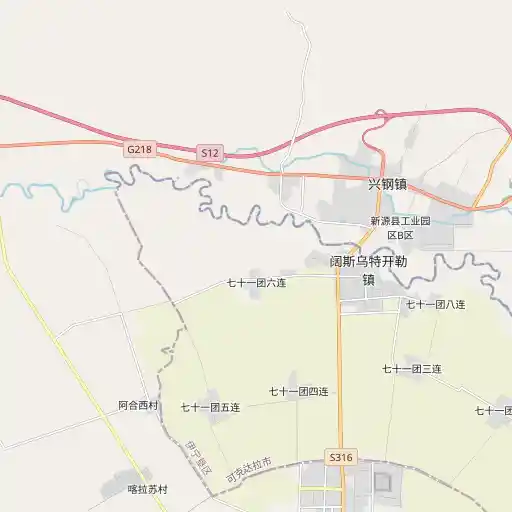 G218
S12
兴钢镇
新源县工业园
区B区
阔斯乌特开勒
镇
七十一团六连
七十一团八连
七十一团三连
七十一团四连
阿合西村
七十一团五连
七十一
伊宁垦区
可克达拉市
S316
喀拉苏村